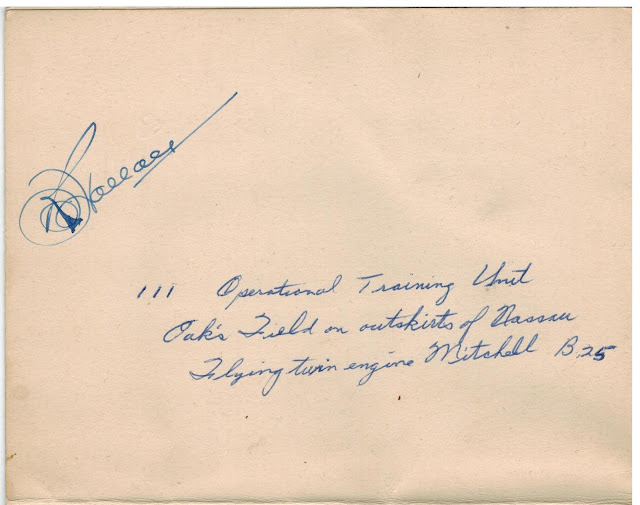 111 Operational Training Unit
Oak's Field on outskirts of Nassau
Flying twin engine Mitchell B.25